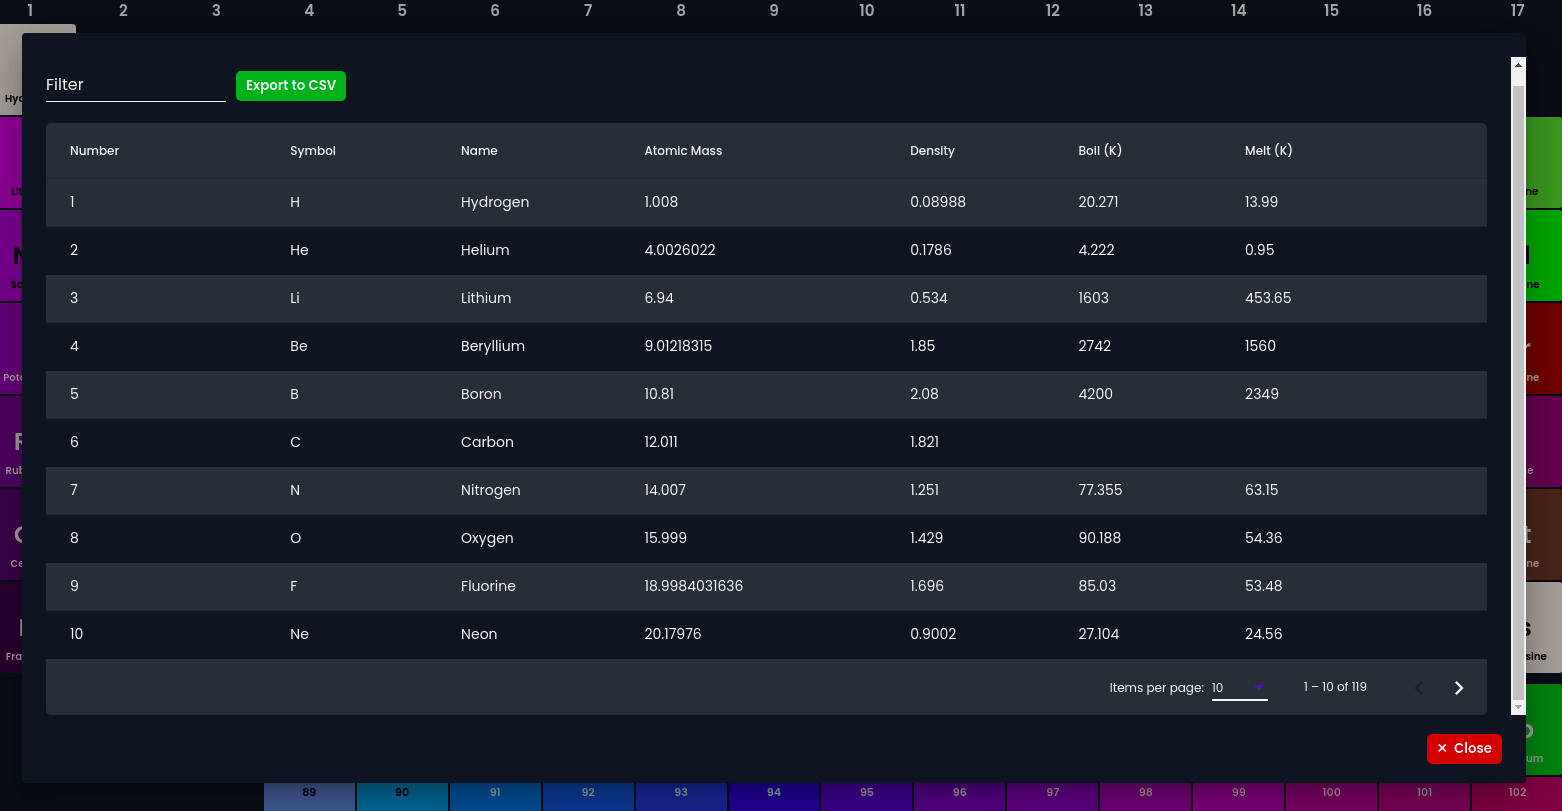 1 2 3 4 5 6 7 8 9 10 11 12 13 14 15 16 17
Filter Export to CSV
Number Symbol Name Atomic Mass Density Boil (K) Melt (K)
1 H Hydrogen 1.008 0.08988 20.271 13.99
2 He Helium 4.0026022 0.1786 4.222 0.95
3 Li Lithium 6.94 0.534 1603 453.65
4 Be Beryllium 9.01218315 1.85 2742 1560
5 B Boron 10.81 2.08 4200 2349
6 C Carbon 12.011 1.821
7 N Nitrogen 14.007 1.251 77.355 63.15
8 O Oxygen 15.999 1.429 90.188 54.36
9 F Fluorine 18.9984031636 1.696 85.03 53.48
10 Ne Neon 20.17976 0.9002 27.104 24.56
Items per page: 10 1 – 10 of 119
× Close
89 90 91 92 93 94 95 96 97 98 99 100 101 102